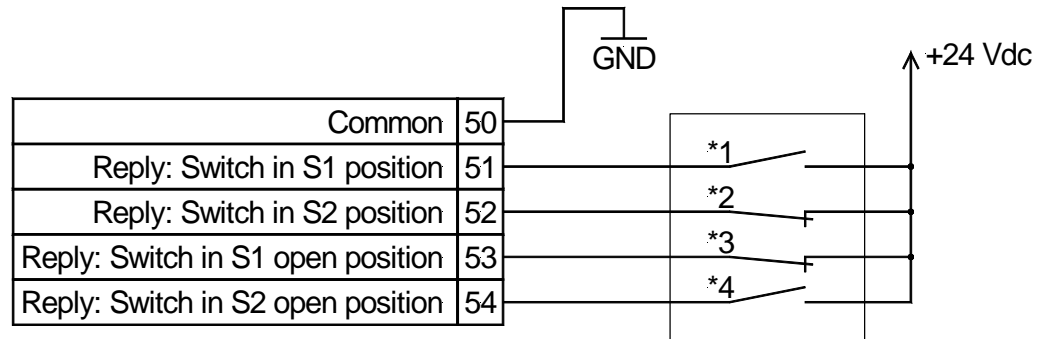 GND
+24 Vdc
Common 50
Reply: Switch in S1 position 51
*1
Reply: Switch in S2 position 52
*2
Reply: Switch in S1 open position 53
*3
Reply: Switch in S2 open position 54
*4